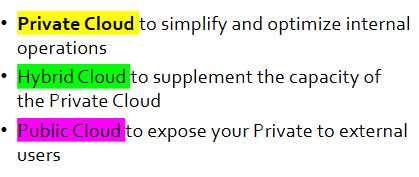 • Private Cloud to simplify and optimize internal
operations
• Hybrid Cloud to supplement the capacity of
the Private Cloud
• Public Cloud to expose your Private to external
users